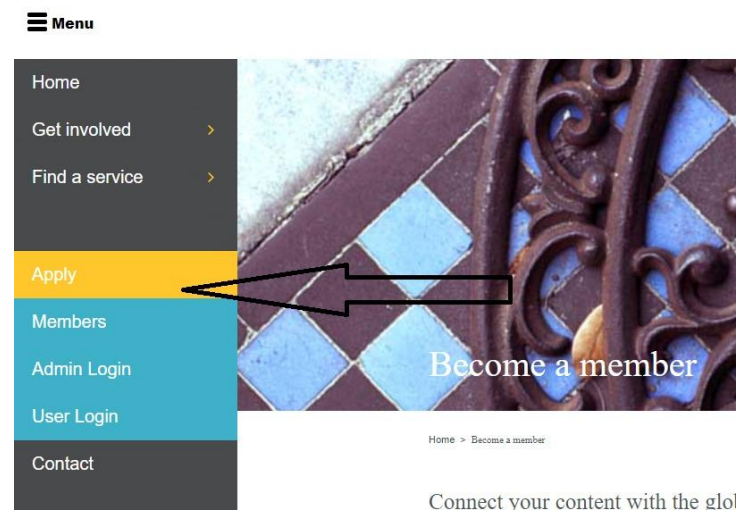 Menu
Home
Get involved
Find a service
Apply
Members
Admin Login
User Login
Contact
Become a member
Home > Become a member
Connect your content with the